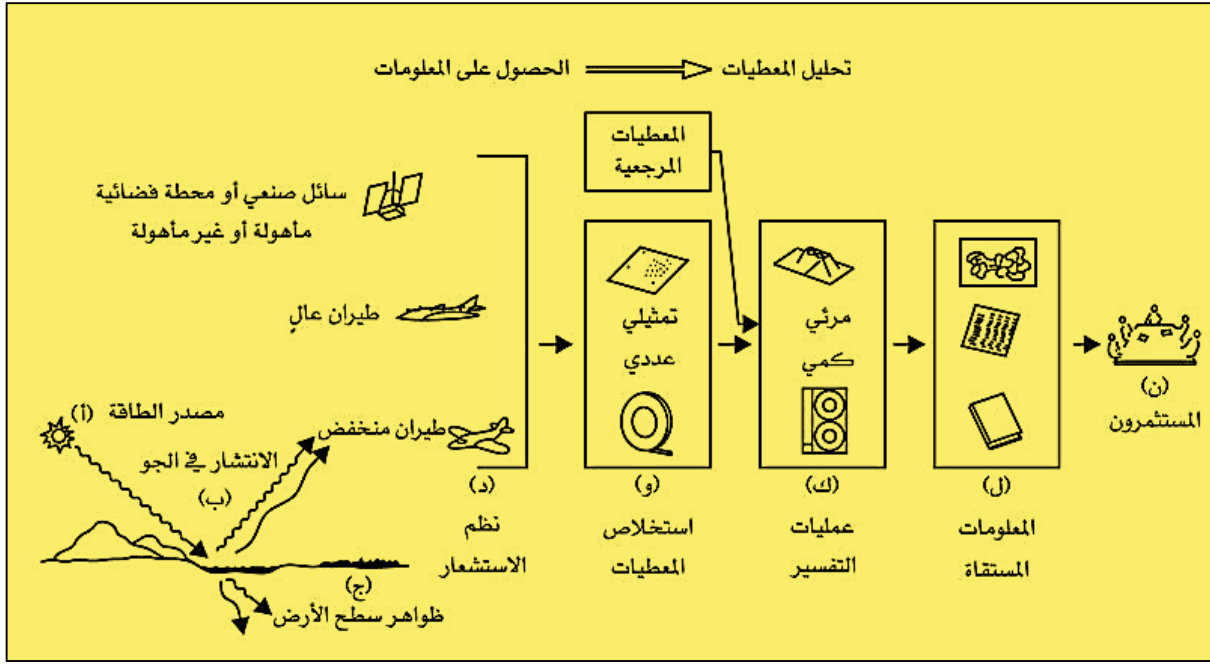 الحصول على المعلومات
تحليل المعطيات
المعطيات
المرجعية
سائل صنعي أو محطة فضائية
مأهولة أو غير مأهولة
طيران عالٍ
تمثيلي
عددي
مرئي
كمي
(أ) مصدر الطاقة
الانتشار في الجو
(ب)
طيران منخفض
(ج)
ظواهر سطح الأرض
(د)
نظم
الاستشعار
(و)
استخلاص
المعطيات
(ك)
عمليات
التفسير
(ل)
المعلومات
المستقاة
(ن)
المستثمرون